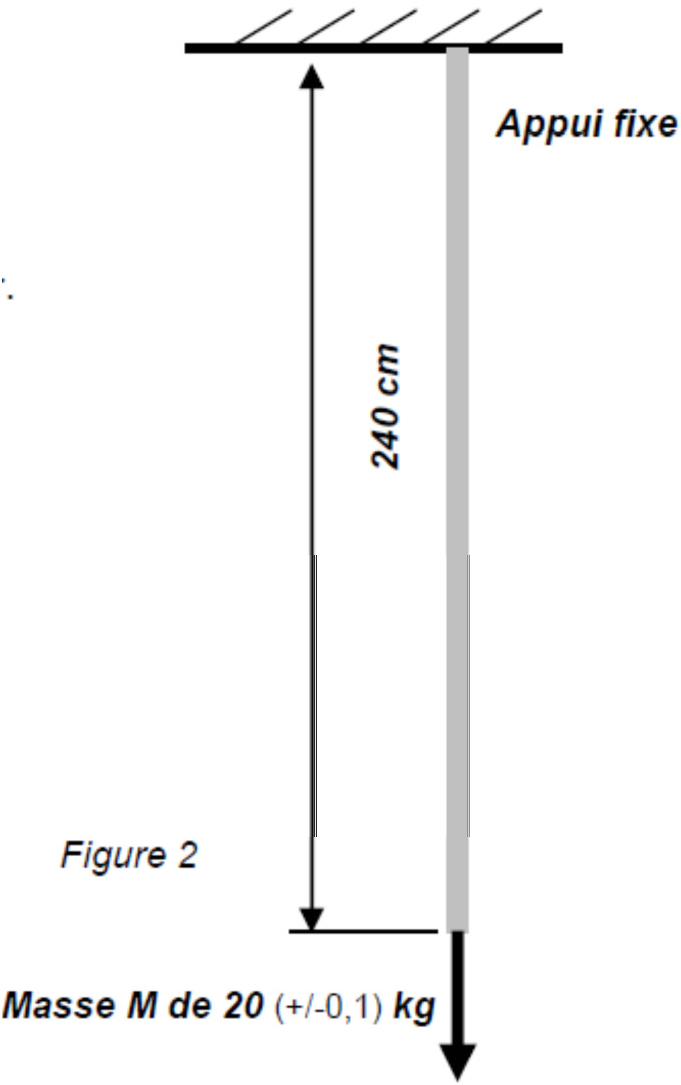 Appui fixe
240 cm
Figure 2
Masse M de 20 (+/-0,1) kg